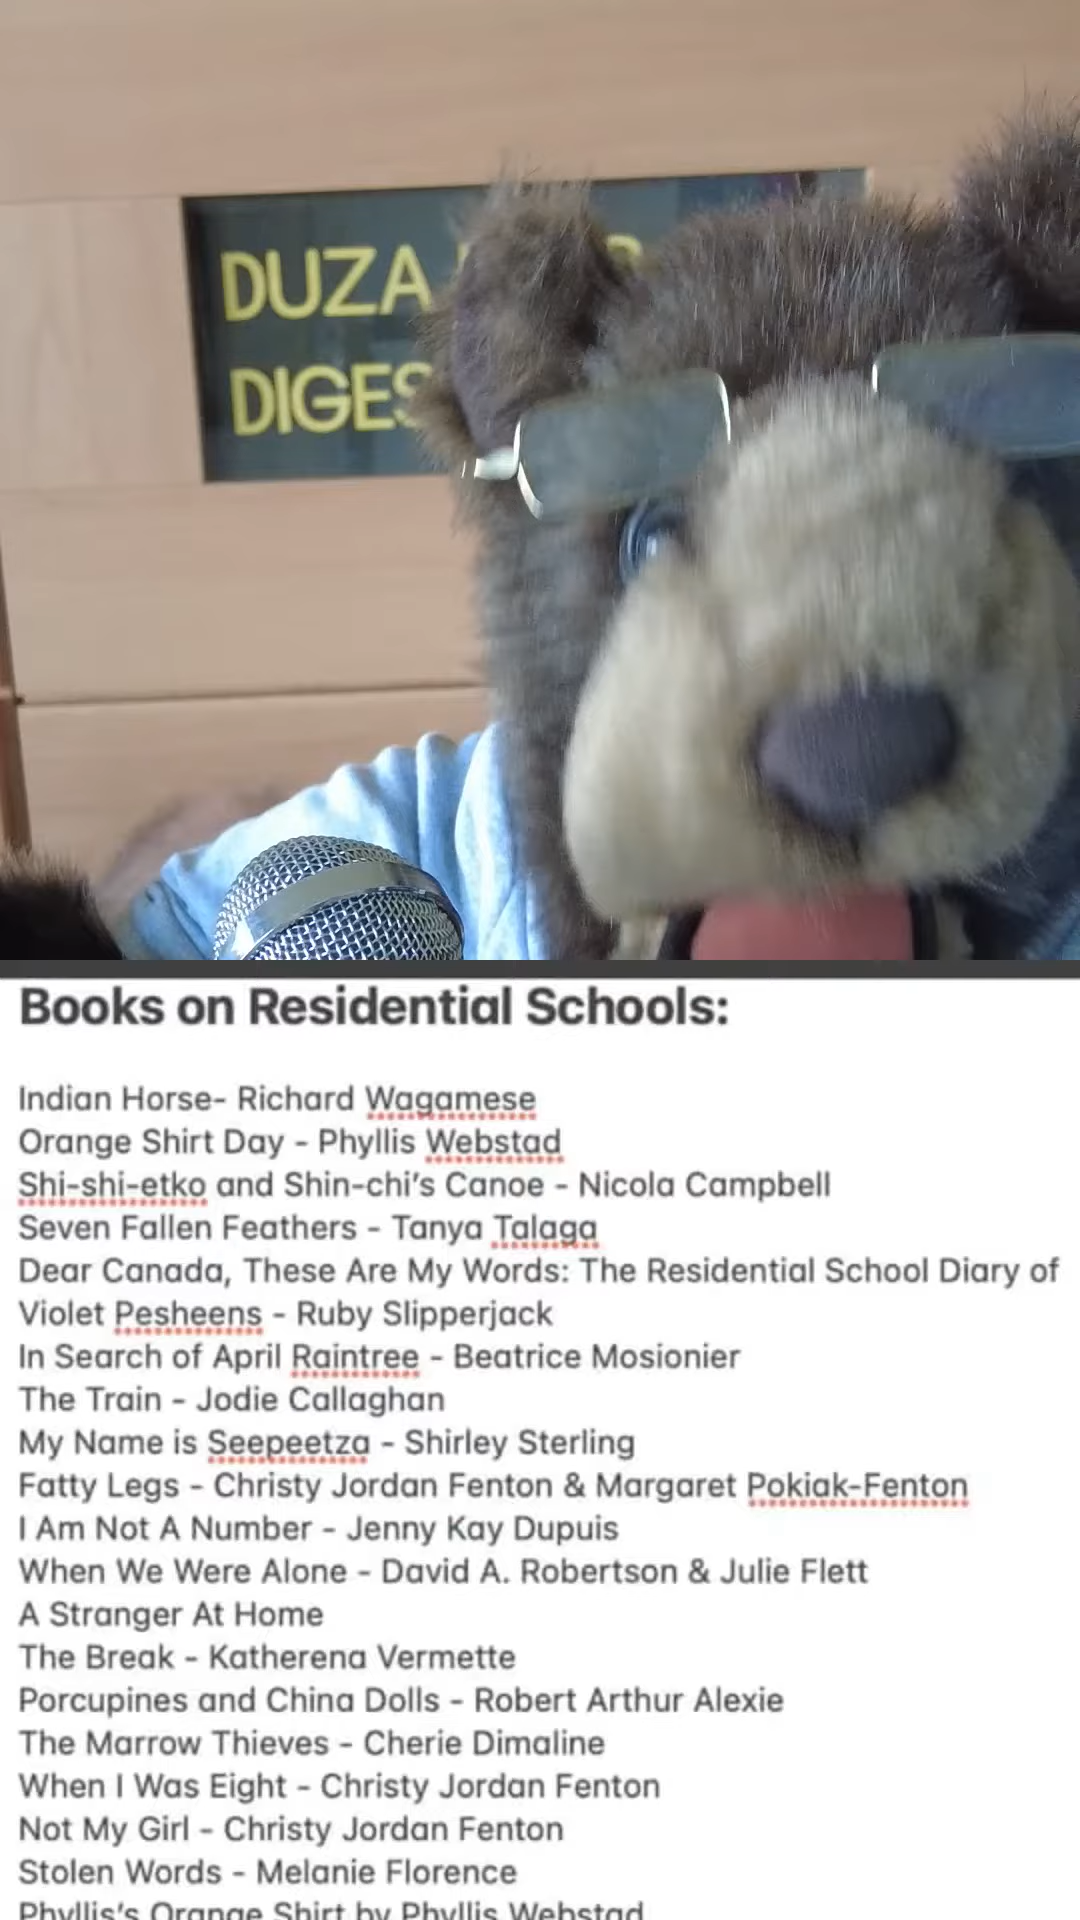 DUZA
DIGES
Books on Residential Schools:
Indian Horse- Richard Wagamese
Orange Shirt Day - Phyllis Webstad
Shi-shi-etko and Shin-chi's Canoe - Nicola Campbell
Seven Fallen Feathers - Tanya Talaga
Dear Canada, These Are My Words: The Residential School Diary of
Violet Pesheens - Ruby Slipperjack
In Search of April Raintree - Beatrice Mosionier
The Train - Jodie Callaghan
My Name is Seepeetza - Shirley Sterling
Fatty Legs - Christy Jordan Fenton & Margaret Pokiak-Fenton
I Am Not A Number - Jenny Kay Dupuis
When We Were Alone - David A. Robertson & Julie Flett
A Stranger At Home
The Break - Katherena Vermette
Porcupines and China Dolls - Robert Arthur Alexie
The Marrow Thieves - Cherie Dimaline
When I Was Eight - Christy Jordan Fenton
Not My Girl - Christy Jordan Fenton
Stolen Words - Melanie Florence
Phyllis's Orange Shirt by Phyllis Webstad